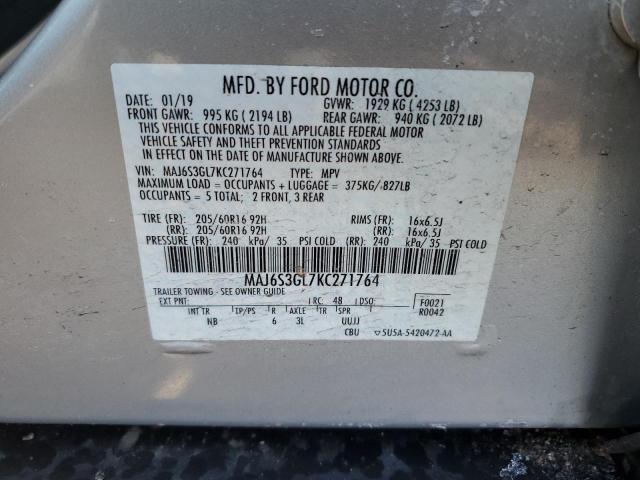 MFD. BY FORD MOTOR CO.
DATE: 01/19 GVWR: 1929 KG ( 4253 LB)
FRONT GAWR: 995 KG ( 2194 LB) REAR GAWR: 940 KG ( 2072 LB)
THIS VEHICLE CONFORMS TO ALL APPLICABLE FEDERAL MOTOR
VEHICLE SAFETY AND THEFT PREVENTION STANDARDS
IN EFFECT ON THE DATE OF MANUFACTURE SHOWN ABOVE.
VIN: MAJ6S3GL7KC271764 TYPE: MPV
MAXIMUM LOAD = OCCUPANTS + LUGGAGE = 375KG/ 827LB
OCCUPANTS = 5 TOTAL; 2 FRONT, 3 REAR
TIRE (FR): 205/60R16 92H RIMS (FR): 16x6.5J
(RR): 205/60R16 92H (RR): 16x6.5J
PRESSURE (FR): 240 kPa/ 35 PSI COLD (RR): 240 kPa/ 35 PSI COLD
MAJ6S3GL7KC271764
TRAILER TOWING - SEE OWNER GUIDE
EXT PNT: RC: 48 DSO: F0021
INT TR TP/PS R AXLE TR SPR R0042
NB 6 3L UUJJ
CBU 5U5A-5420472-AA